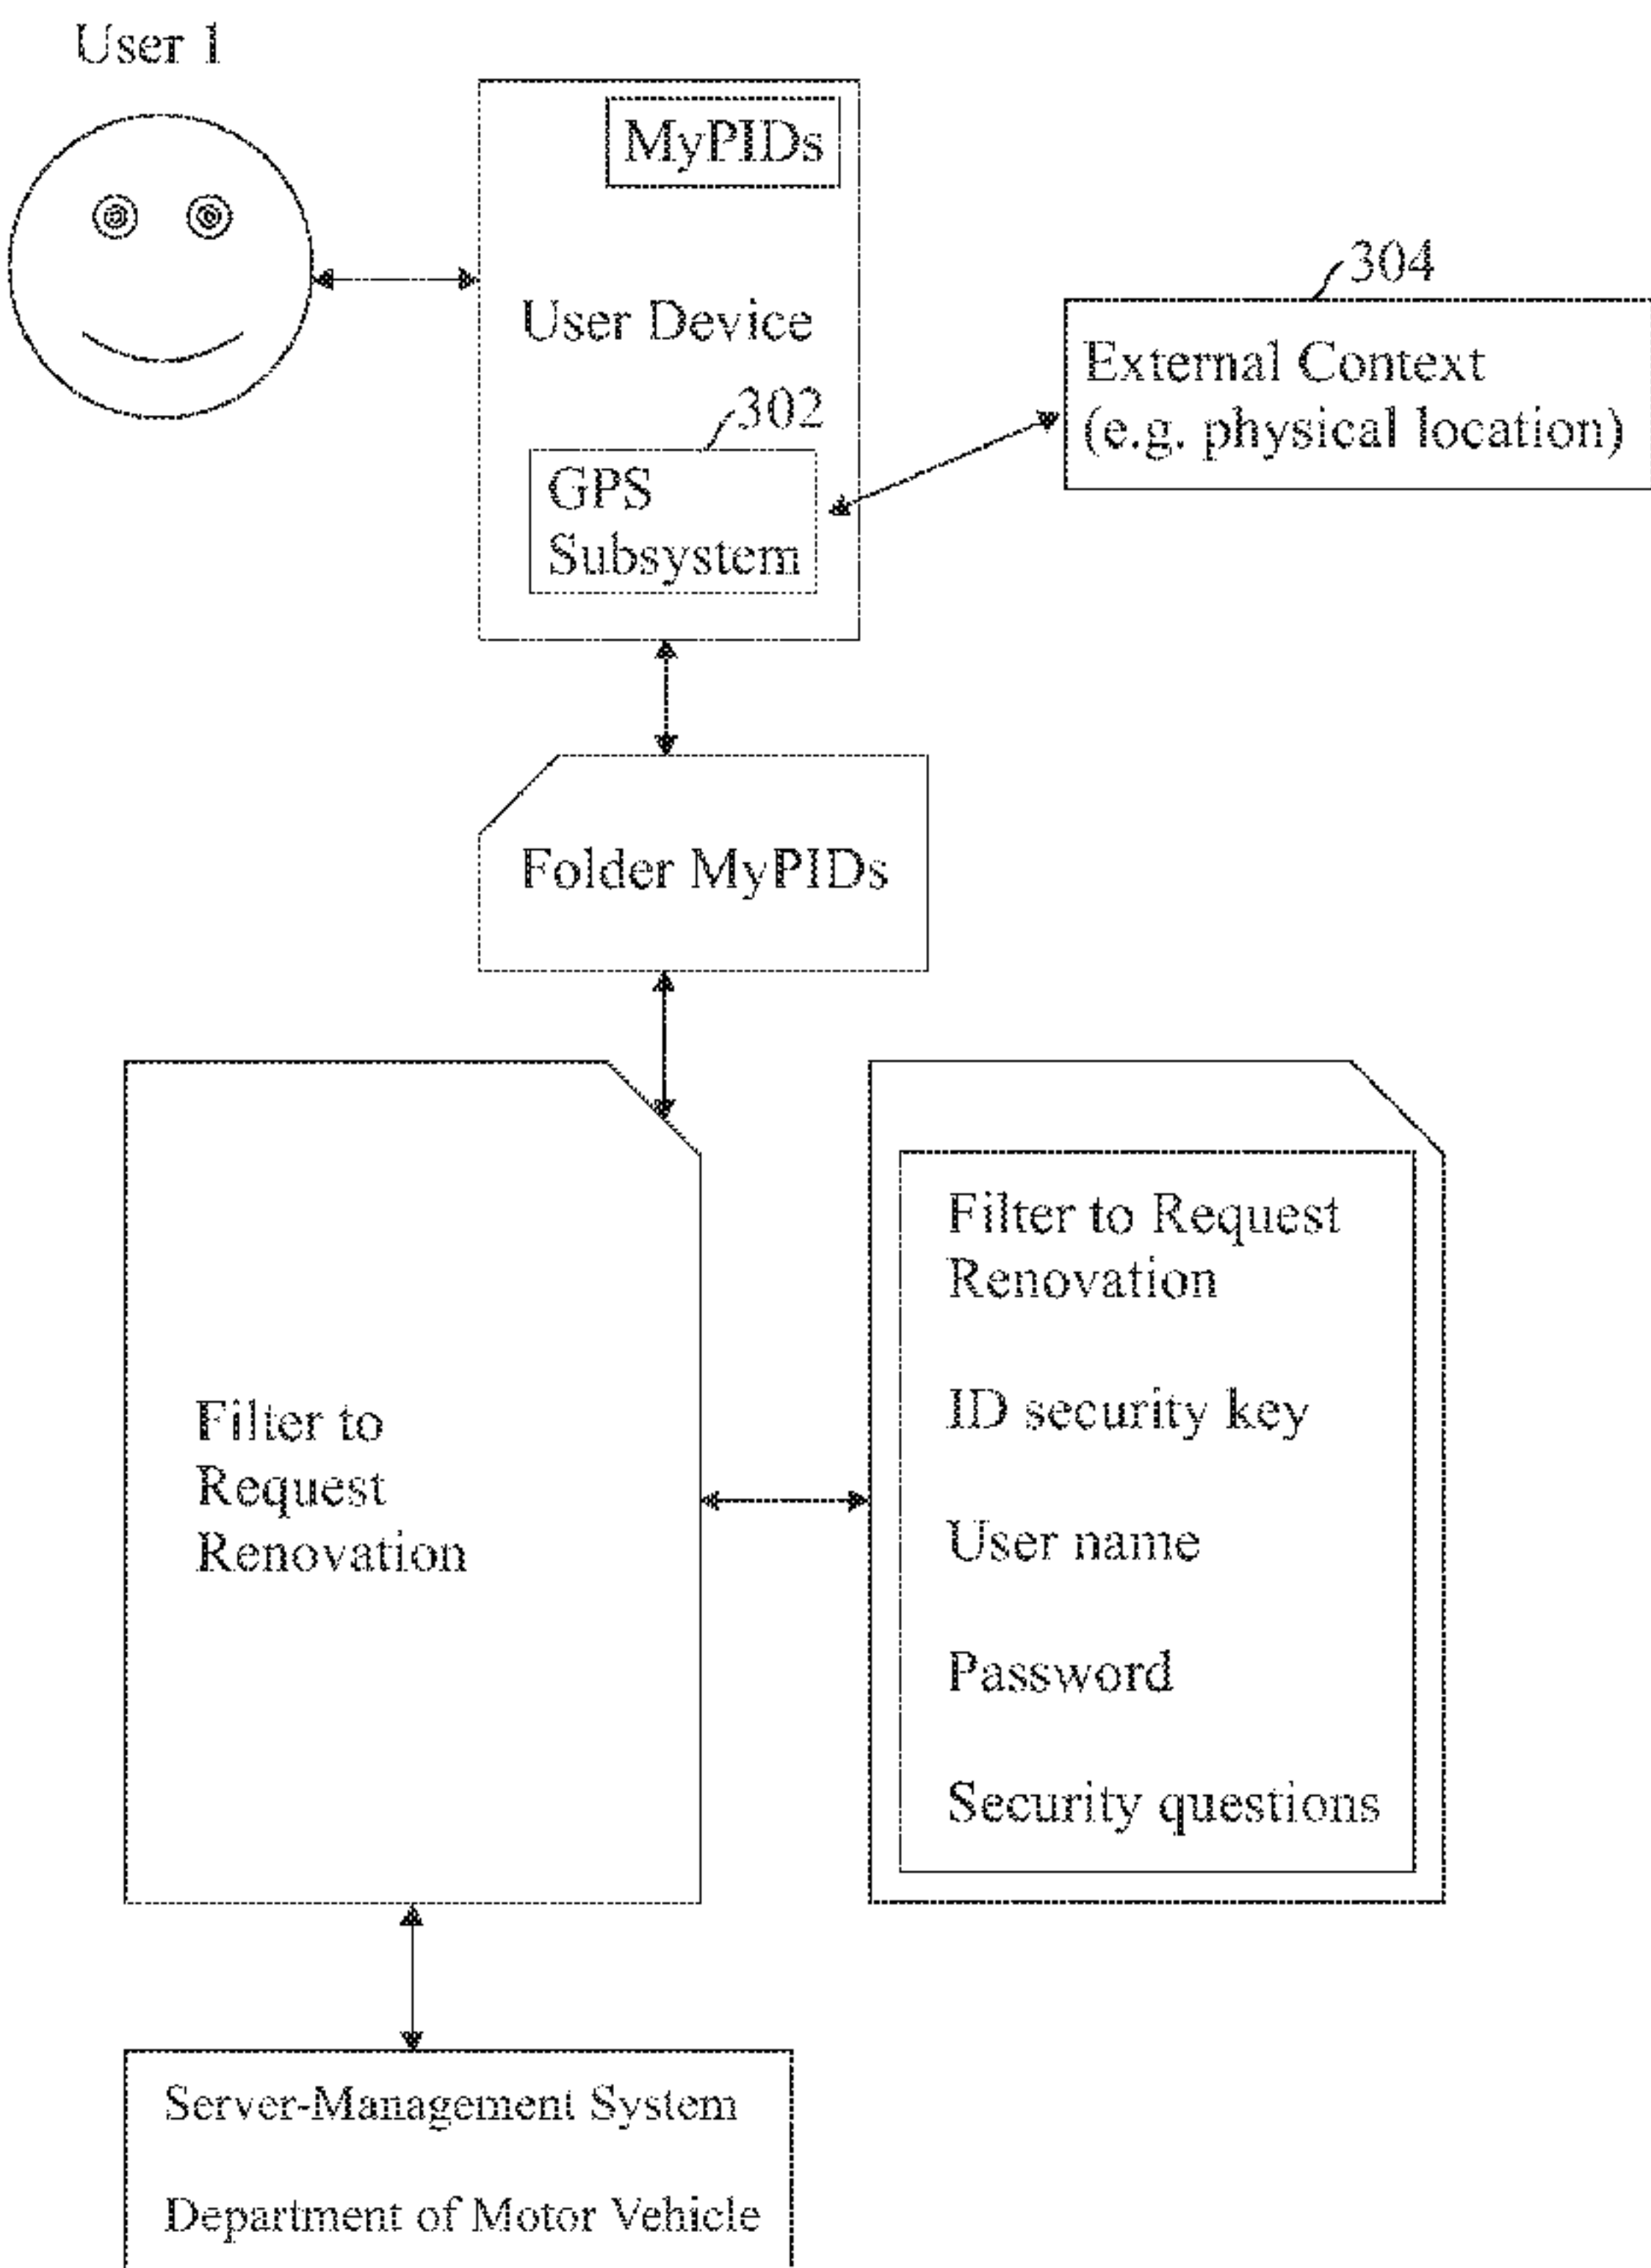 User 1
MyPIDs
User Device
304
External Context
(e.g. physical location)
302
GPS
Subsystem
Folder MyPIDs
Filter to
Request
Renovation
Filter to Request
Renovation
ID security key
User name
Password
Security questions
Server-Management System
Department of Motor Vehicle